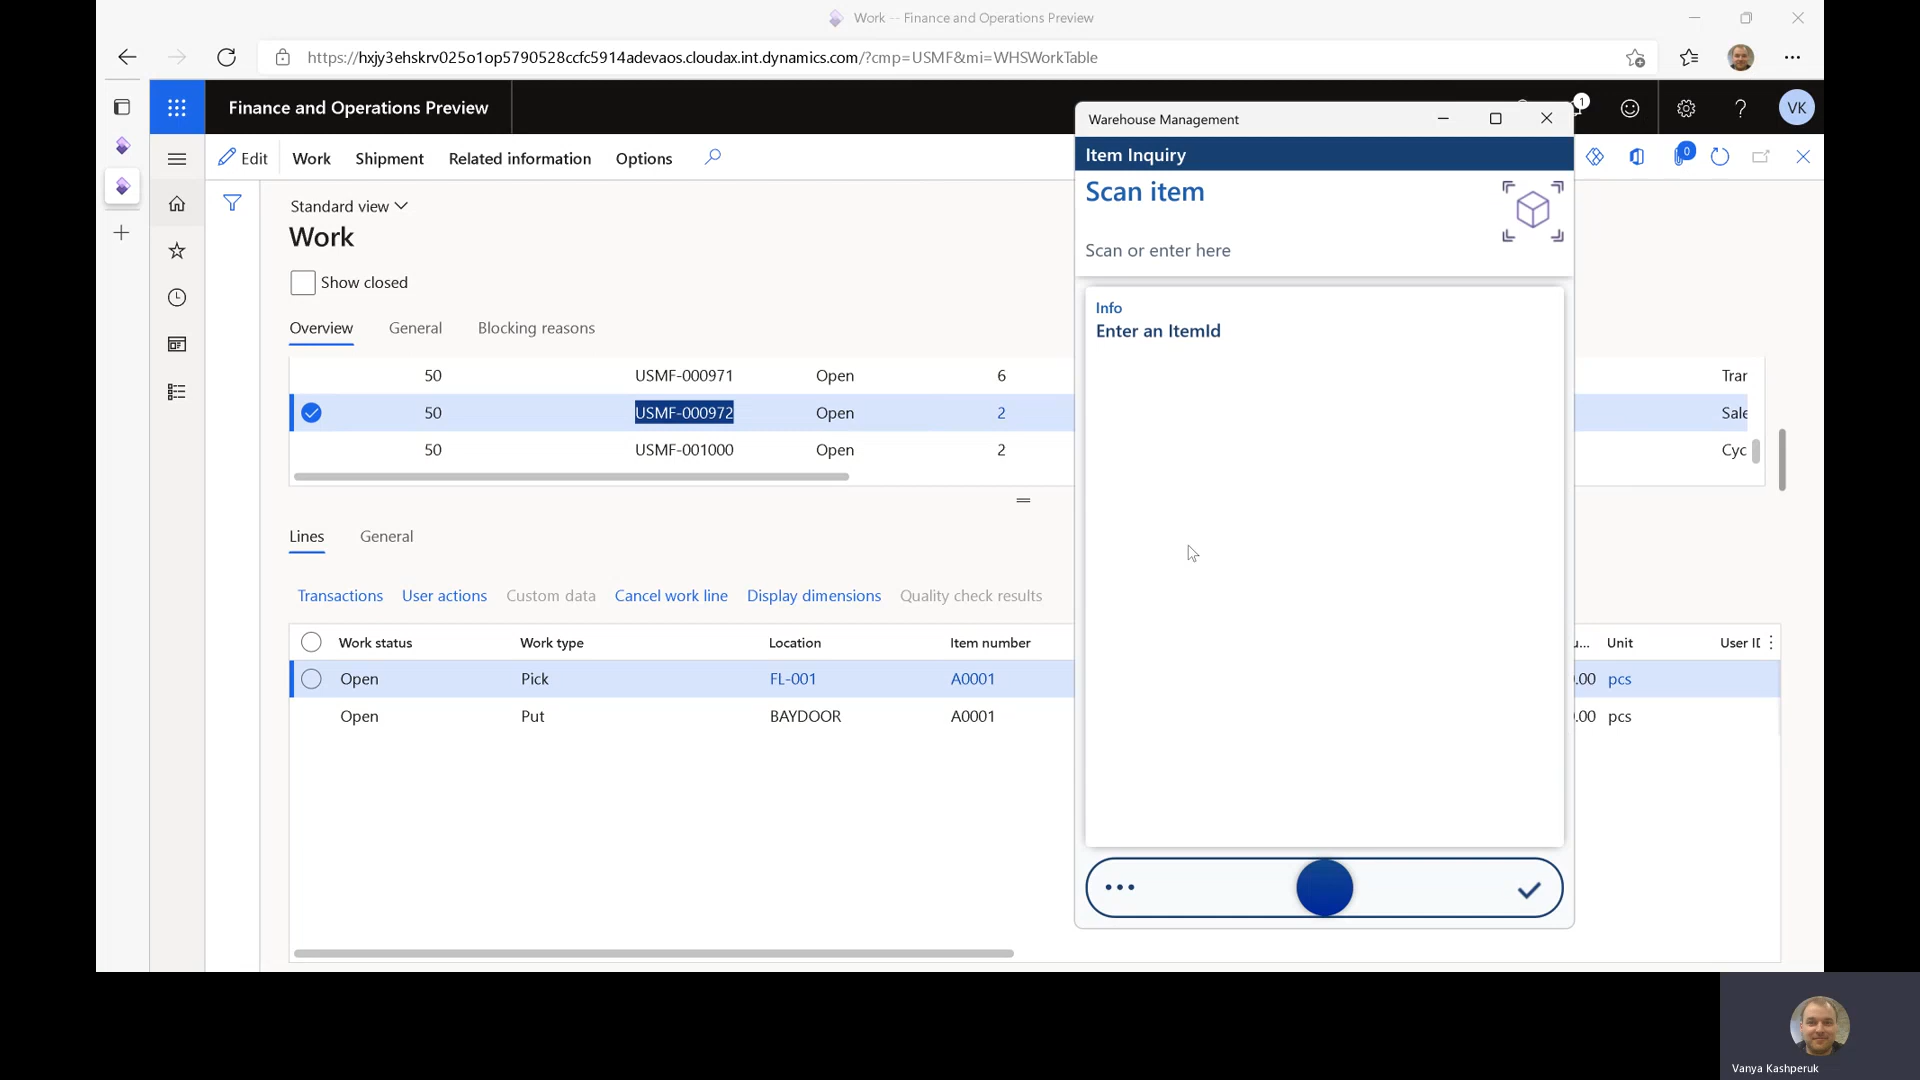 Work -- Finance and Operations Preview
https://hxjy3ehskrv025o1op5790528ccfc5914adevaos.cloudax.int.dynamics.com/?cmp=USMF&mi=WHSWorkTable
Finance and Operations Preview
1
?
VK
Edit
Work
Shipment
Related information
Options
0
Standard view
Work
Show closed
Overview
General
Blocking reasons
50 USMF-000971 Open 6 Tran
50 USMF-000972 Open 2 Sale
50 USMF-001000 Open 2 Cyc
Lines
General
Transactions
User actions
Custom data
Cancel work line
Display dimensions
Quality check results
Work status Work type Location Item number Unit User ID
Open Pick FL-001 A0001 .00 pcs
Open Put BAYDOOR A0001 .00 pcs
Warehouse Management
Item Inquiry
Scan item
Scan or enter here
Info
Enter an ItemId
Vanya Kashperuk